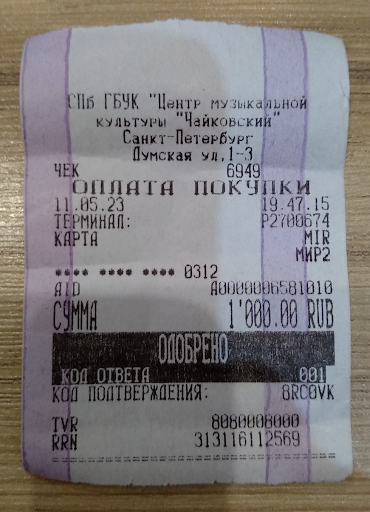 СПб ГБУК "Центр музыкальной
культуры "Чайковский"
Санкт-Петербург
Думская ул,1-3
ЧЕК 6949
ОПЛАТА ПОКУПКИ
11.05.23 19.47.15
ТЕРМИНАЛ: P2700674
КАРТА MIR
МИР2
**** **** **** 0312
AID A0000006581010
СУММА 1'000.00 RUB
ОДОБРЕНО
КОД ОТВЕТА 001
КОД ПОДТВЕРЖДЕНИЯ: 8RC0VK
TVR 8080008000
RRN 313116112569